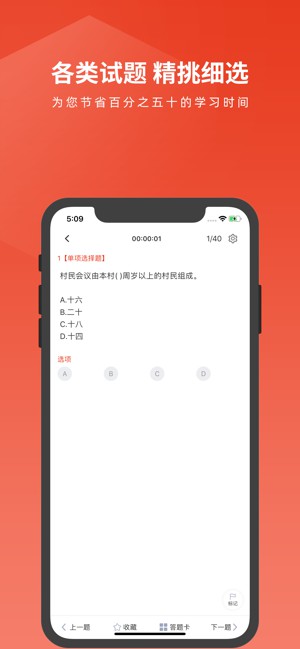 各类试题 精挑细选
为您节省百分之五十的学习时间
5:09
00:00:01 1/40
1【单项选择题】
村民会议由本村( )周岁以上的村民组成。
A.十六
B.二十
C.十八
D.十四
选项
A B C D
标记
上一题 收藏 答题卡 下一题